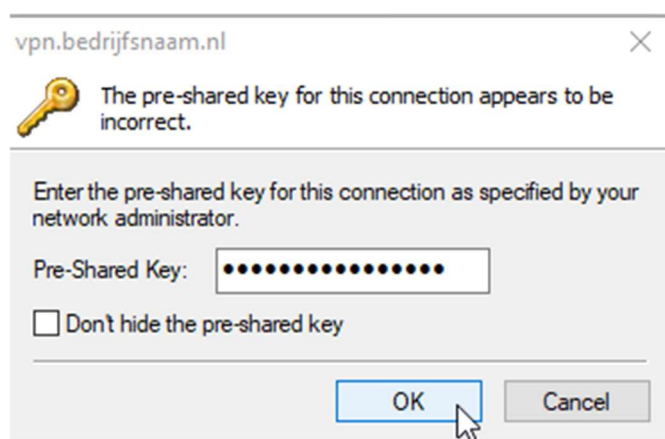 vpn.bedrijfsnaam.nl
The pre-shared key for this connection appears to be
incorrect.
Enter the pre-shared key for this connection as specified by your
network administrator.
Pre-Shared Key: ••••••••••••••••
Don't hide the pre-shared key
OK Cancel